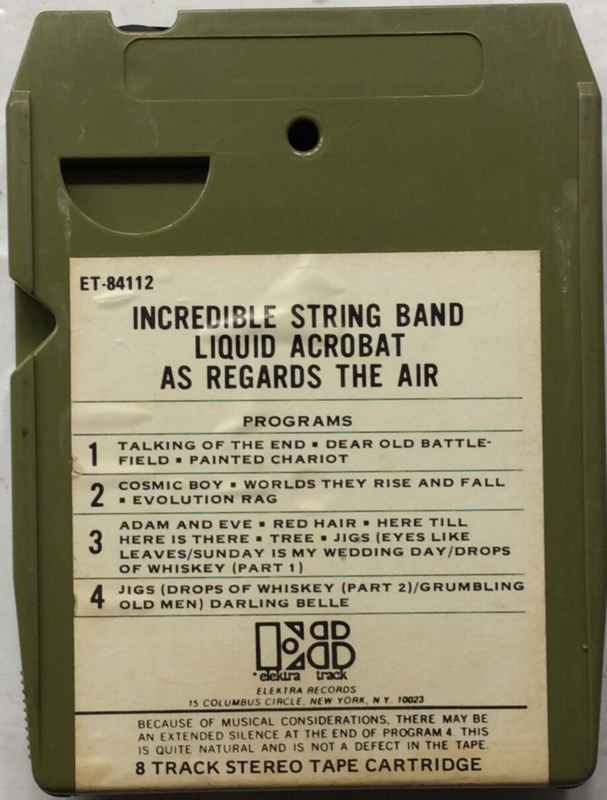 ET-84112
INCREDIBLE STRING BAND
LIQUID ACROBAT
AS REGARDS THE AIR
PROGRAMS
1 TALKING OF THE END ▪ DEAR OLD BATTLE-
FIELD ▪ PAINTED CHARIOT
2 COSMIC BOY ▪ WORLDS THEY RISE AND FALL
▪ EVOLUTION RAG
3 ADAM AND EVE ▪ RED HAIR ▪ HERE TILL
HERE IS THERE ▪ TREE ▪ JIGS (EYES LIKE
LEAVES/SUNDAY IS MY WEDDING DAY/DROPS
OF WHISKEY (PART 1)
4 JIGS (DROPS OF WHISKEY (PART 2)/GRUMBLING
OLD MEN) DARLING BELLE
elektra track
ELEKTRA RECORDS
15 COLUMBUS CIRCLE, NEW YORK, N.Y. 10023
BECAUSE OF MUSICAL CONSIDERATIONS, THERE MAY BE
AN EXTENDED SILENCE AT THE END OF PROGRAM 4. THIS
IS QUITE NATURAL AND IS NOT A DEFECT IN THE TAPE.
8 TRACK STEREO TAPE CARTRIDGE